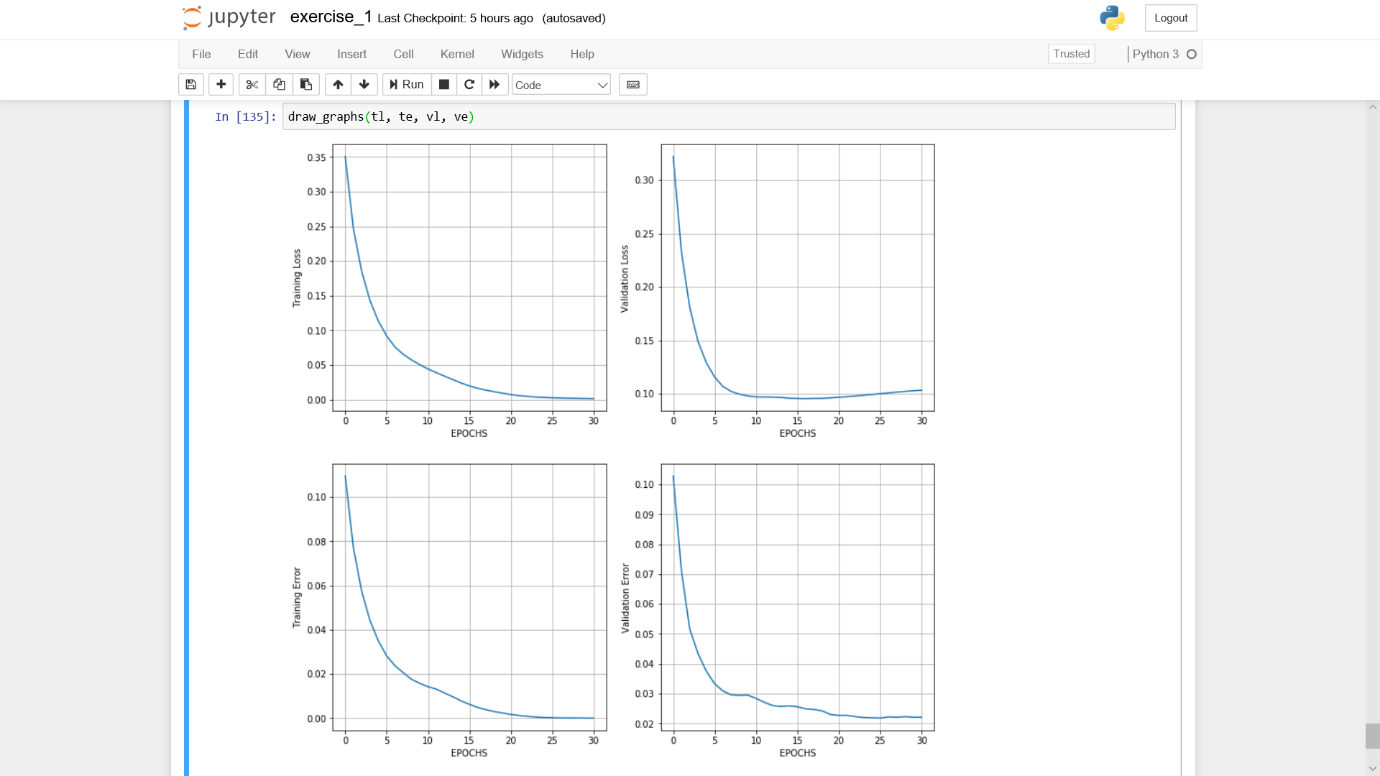 jupyter exercise_1 Last Checkpoint: 5 hours ago (autosaved) Logout
File Edit View Insert Cell Kernel Widgets Help Trusted Python 3
Run Code
In [135]: draw_graphs(tl, te, vl, ve)
Training Loss
0.35
0.30
0.25
0.20
0.15
0.10
0.05
0.00
0 5 10 15 20 25 30
EPOCHS
Validation Loss
0.30
0.25
0.20
0.15
0.10
0 5 10 15 20 25 30
EPOCHS
Training Error
0.10
0.08
0.06
0.04
0.02
0.00
0 5 10 15 20 25 30
EPOCHS
Validation Error
0.10
0.09
0.08
0.07
0.06
0.05
0.04
0.03
0.02
0 5 10 15 20 25 30
EPOCHS